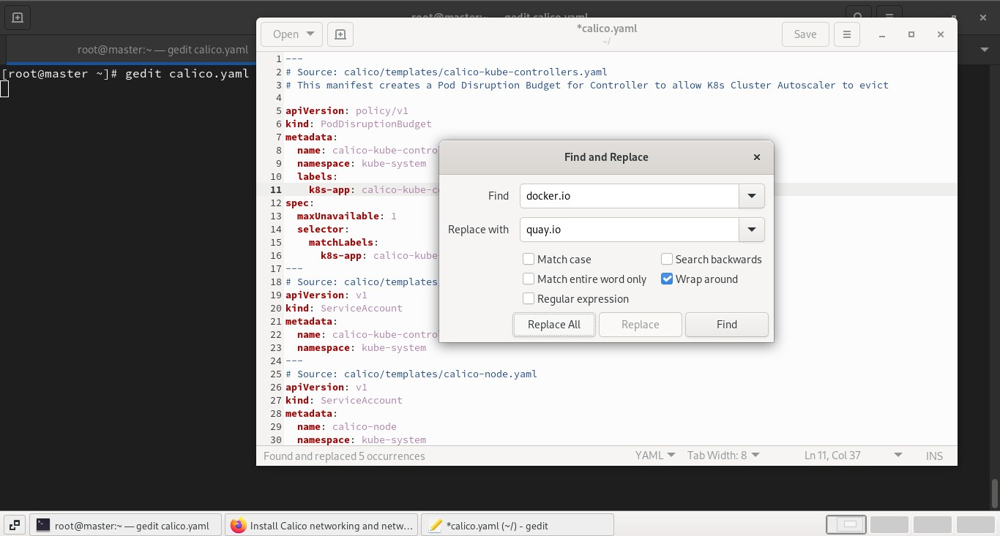 root@master:~ — gedit calico.yaml
root@master:~ — gedit calico.yaml
[root@master ~]# gedit calico.yaml
Open
*calico.yaml
~/
Save
1 ---
2 # Source: calico/templates/calico-kube-controllers.yaml
3 # This manifest creates a Pod Disruption Budget for Controller to allow K8s Cluster Autoscaler to evict
4
5 apiVersion: policy/v1
6 kind: PodDisruptionBudget
7 metadata:
8 name: calico-kube-contro
9 namespace: kube-system
10 labels:
11 k8s-app: calico-kube-c
12 spec:
13 maxUnavailable: 1
14 selector:
15 matchLabels:
16 k8s-app: calico-kube
17 ---
18 # Source: calico/templates
19 apiVersion: v1
20 kind: ServiceAccount
21 metadata:
22 name: calico-kube-contro
23 namespace: kube-system
24 ---
25 # Source: calico/templates/calico-node.yaml
26 apiVersion: v1
27 kind: ServiceAccount
28 metadata:
29 name: calico-node
30 namespace: kube-system
Find and Replace
Find docker.io
Replace with quay.io
Match case Search backwards
Match entire word only Wrap around
Regular expression
Replace All Replace Find
Found and replaced 5 occurrences YAML Tab Width: 8 Ln 11, Col 37 INS
root@master:~ — gedit calico.yaml Install Calico networking and netw... *calico.yaml (~/) - gedit